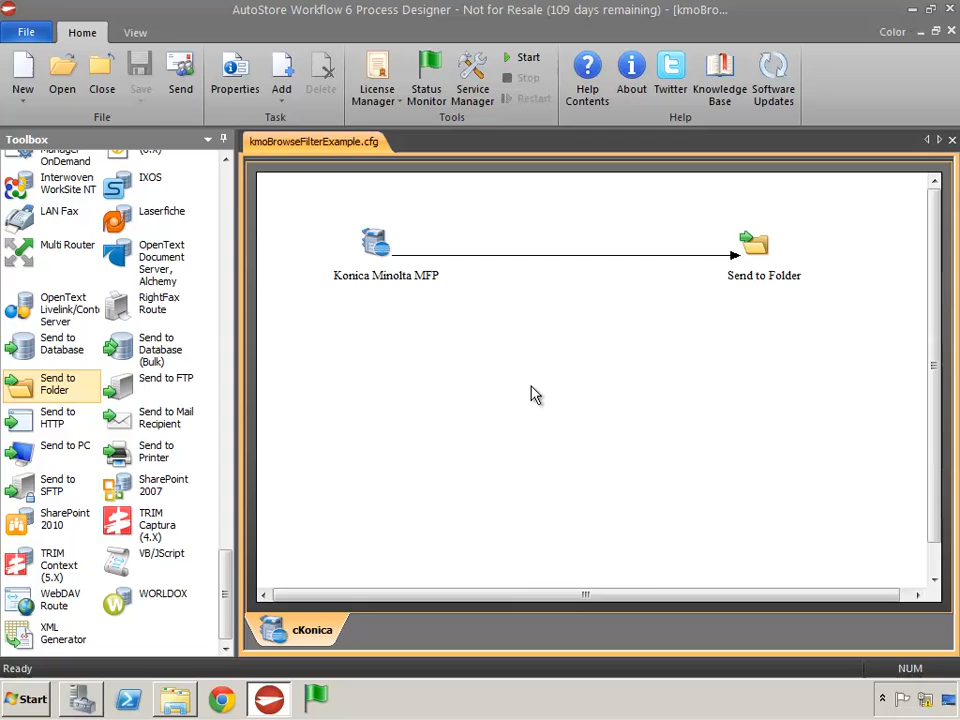 AutoStore Workflow 6 Process Designer - Not for Resale (109 days remaining) - [kmoBro...
File
Home
View
Color
New
Open
Close
Save
Send
Properties
Add
Delete
License
Manager
Status
Monitor
Service
Manager
Start
Stop
Restart
Help
Contents
About
Twitter
Knowledge
Base
Software
Updates
File
Task
Tools
Help
Toolbox
kmoBrowseFilterExample.cfg
Manager
OnDemand
(6.x)
Interwoven
WorkSite NT
IXOS
LAN Fax
Laserfiche
Multi Router
OpenText
Document
Server,
Alchemy
OpenText
Livelink/Cont
Server
RightFax
Route
Send to
Database
Send to
Database
(Bulk)
Send to
Folder
Send to FTP
Send to
HTTP
Send to Mail
Recipient
Send to PC
Send to
Printer
Send to
SFTP
SharePoint
2007
SharePoint
2010
TRIM
Captura
(4.X)
TRIM
Context
(5.X)
VB/JScript
WebDAV
Route
WORLDOX
XML
Generator
Konica Minolta MFP
Send to Folder
cKonica
Ready
NUM
Start